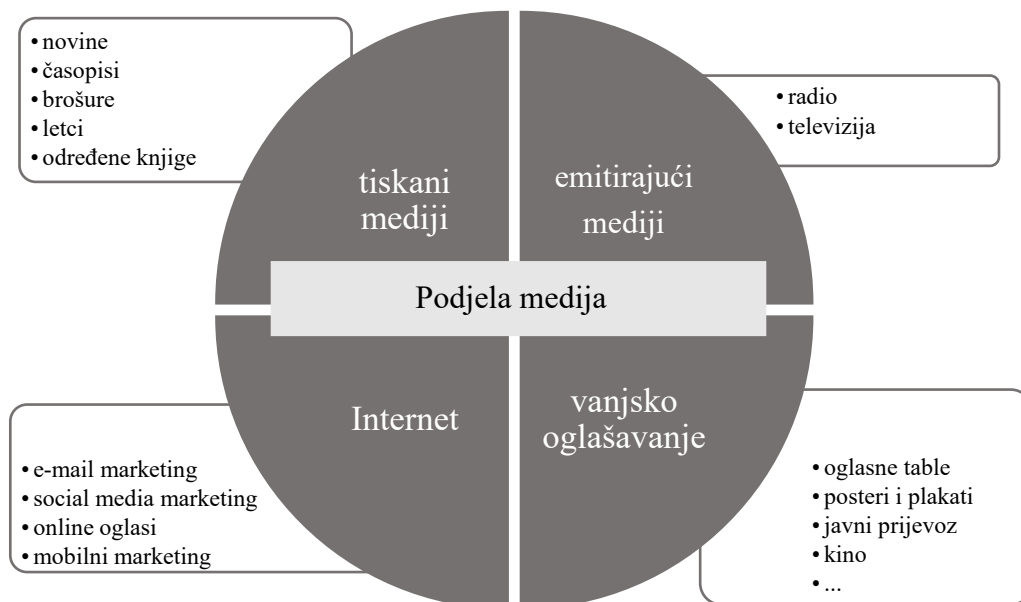 • novine
• časopisi
• brošure
• letci
• određene knjige
tiskani
mediji
emitirajući
mediji
• radio
• televizija
Podjela medija
Internet
• e-mail marketing
• social media marketing
• online oglasi
• mobilni marketing
vanjsko
oglašavanje
• oglasne table
• posteri i plakati
• javni prijevoz
• kino
• ...